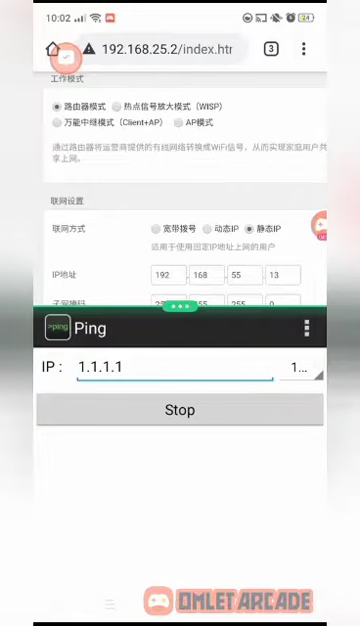 10:02
24
192.168.25.2/index.htm
3
工作模式
路由器模式 热点信号放大模式（WISP）
万能中继模式（Client+AP） AP模式
通过路由器将运营商提供的有线网络转换成WiFi信号，从而实现家庭用户共
享上网。
联网设置
联网方式 宽带拨号 动态IP 静态IP
适用于使用固定IP地址上网的用户
IP地址 192 . 168 . 55 . 13
子网掩码 255 255 0
>ping Ping
IP : 1.1.1.1 1...
Stop
OMLET ARCADE